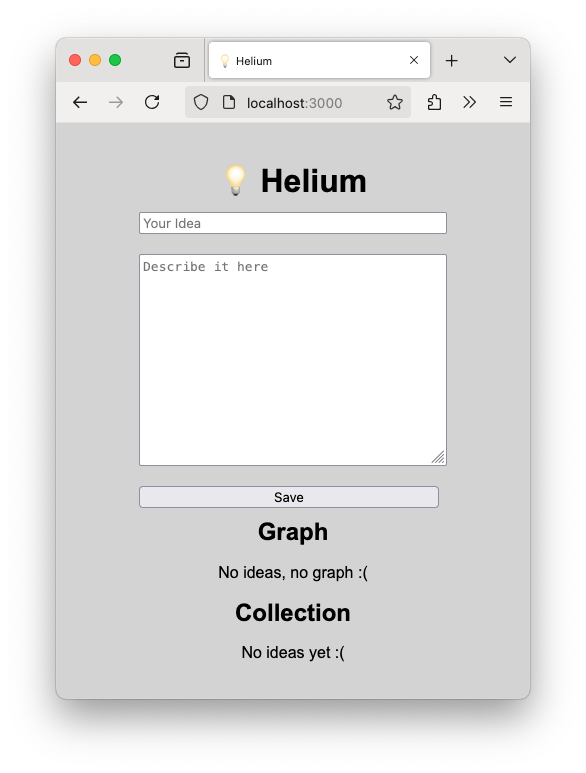 Helium
localhost:3000
💡 Helium
Your Idea
Describe it here
Save
Graph
No ideas, no graph :(
Collection
No ideas yet :(